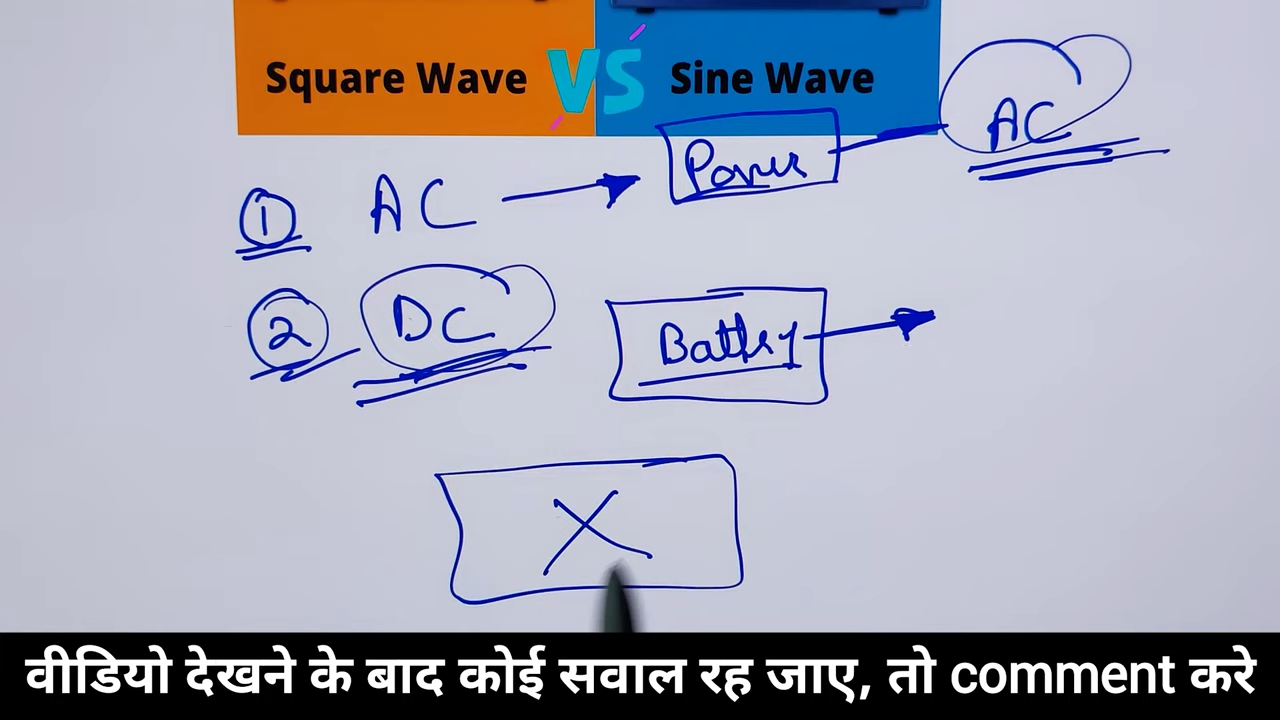 Square Wave VS Sine Wave
① AC → Power AC
② DC Battery →
X
वीडियो देखने के बाद कोई सवाल रह जाए, तो comment करे